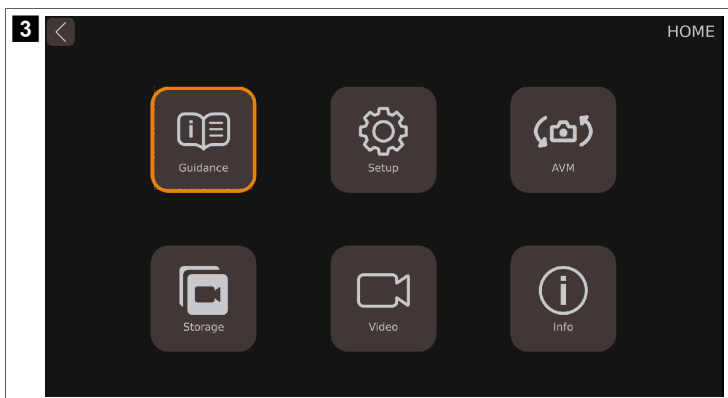 3
HOME
Guidance
Setup
AVM
Storage
Video
Info